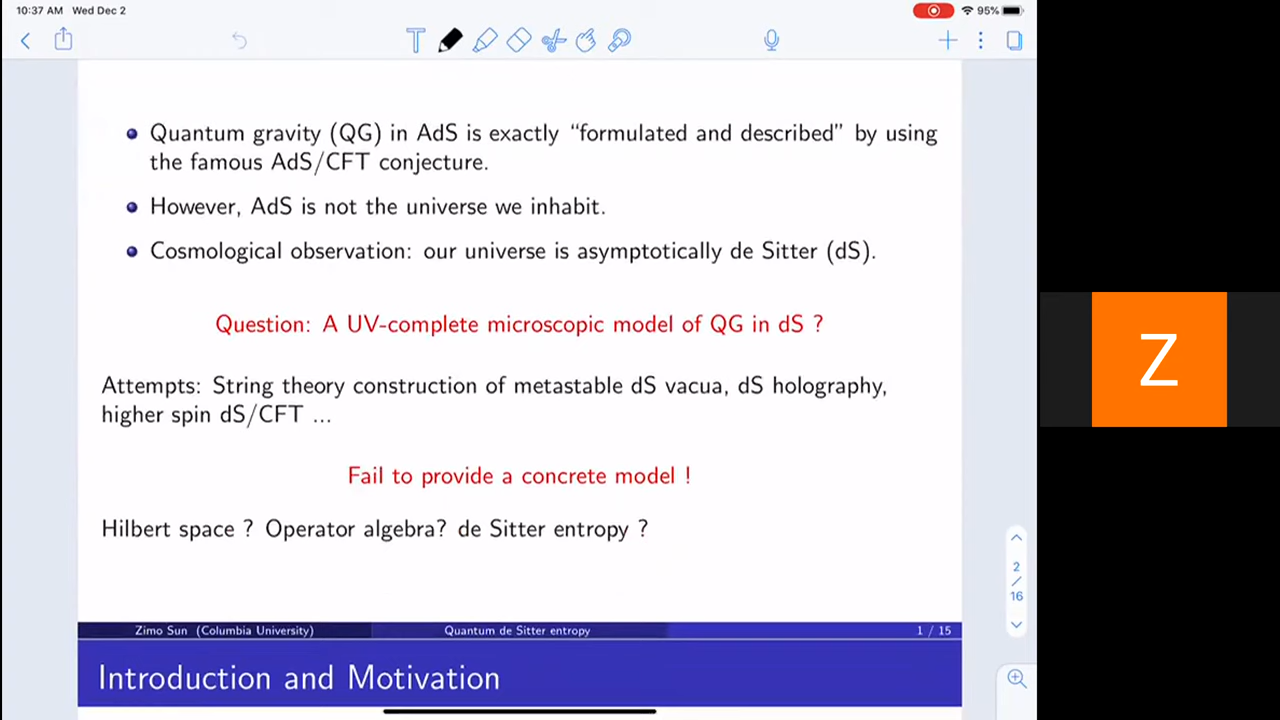 10:37 AM Wed Dec 2
95%
T
Quantum gravity (QG) in AdS is exactly “formulated and described” by using
the famous AdS/CFT conjecture.
However, AdS is not the universe we inhabit.
Cosmological observation: our universe is asymptotically de Sitter (dS).
Question: A UV-complete microscopic model of QG in dS ?
Attempts: String theory construction of metastable dS vacua, dS holography,
higher spin dS/CFT ...
Fail to provide a concrete model !
Hilbert space ? Operator algebra? de Sitter entropy ?
2
/
16
Zimo Sun (Columbia University)
Quantum de Sitter entropy
1 / 15
Introduction and Motivation
Z